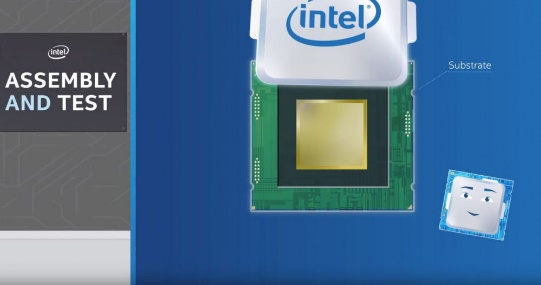 intel
ASSEMBLY
AND TEST
intel
Substrate